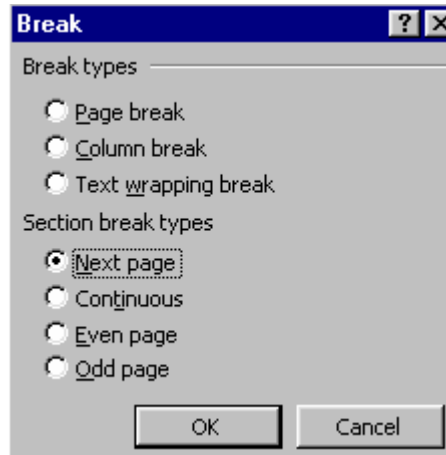 Break
Break types
Page break
Column break
Text wrapping break
Section break types
Next page
Continuous
Even page
Odd page
OK Cancel